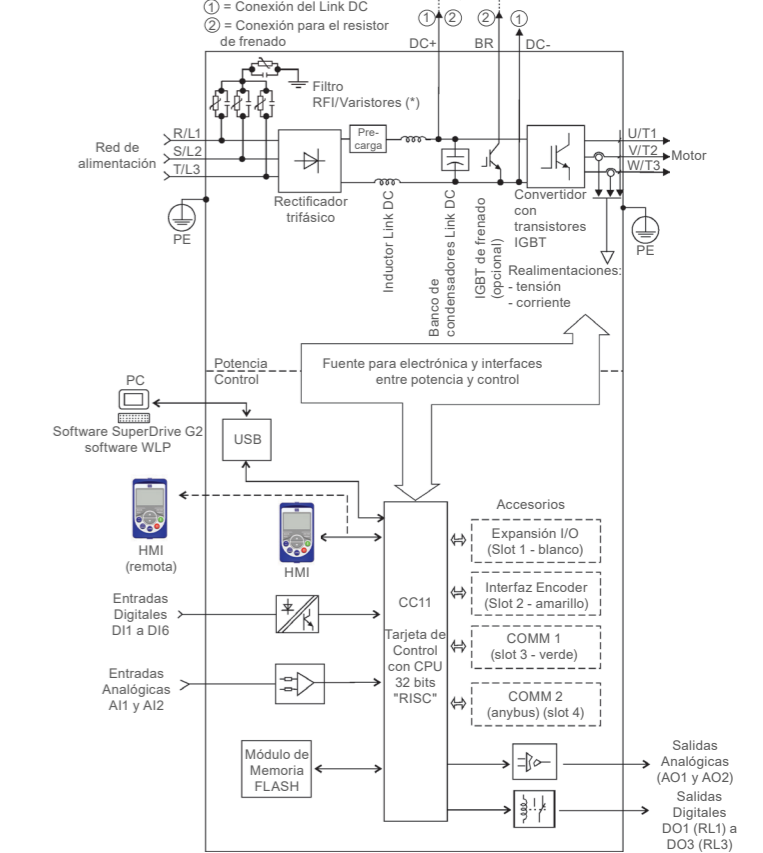 ① = Conexión del Link DC
② = Conexión para el resistor
de frenado
① ② ② ①
DC+ BR DC-
Filtro
RFI/Varistores (*)
Red de
alimentación
R/L1
S/L2
T/L3
Pre-
carga
U/T1
V/T2
W/T3
Motor
PE
Rectificador
trifásico
Inductor Link DC
Banco de
condensadores Link DC
IGBT de frenado
(opcional)
Convertidor
con
transistores
IGBT
PE
Realimentaciones:
- tensión
- corriente
Potencia
Control
Fuente para electrónica y interfaces
entre potencia y control
PC
Software SuperDrive G2
software WLP
USB
HMI
(remota)
HMI
Accesorios
Expansión I/O
(Slot 1 - blanco)
Interfaz Encoder
(Slot 2 - amarillo)
COMM 1
(slot 3 - verde)
COMM 2
(anybus) (slot 4)
CC11
Tarjeta de
Control
con CPU
32 bits
"RISC"
Entradas
Digitales
DI1 a DI6
Entradas
Analógicas
AI1 y AI2
Módulo de
Memoria
FLASH
Salidas
Analógicas
(AO1 y AO2)
Salidas
Digitales
DO1 (RL1) a
DO3 (RL3)